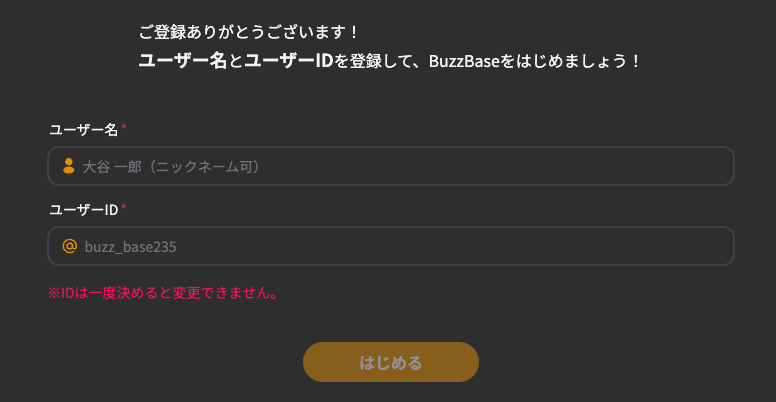 ご登録ありがとうございます！
ユーザー名とユーザーIDを登録して、BuzzBaseをはじめましょう！
ユーザー名*
大谷 一郎（ニックネーム可）
ユーザーID*
@ buzz_base235
※IDは一度決めると変更できません。
はじめる